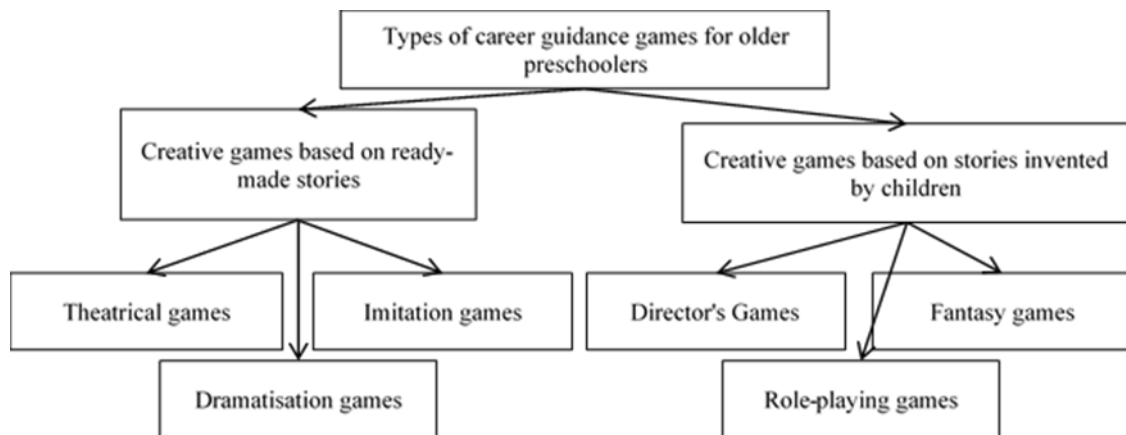 Types of career guidance games for older
preschoolers
Creative games based on ready-
made stories
Creative games based on stories invented
by children
Theatrical games
Imitation games
Director's Games
Fantasy games
Dramatisation games
Role-playing games